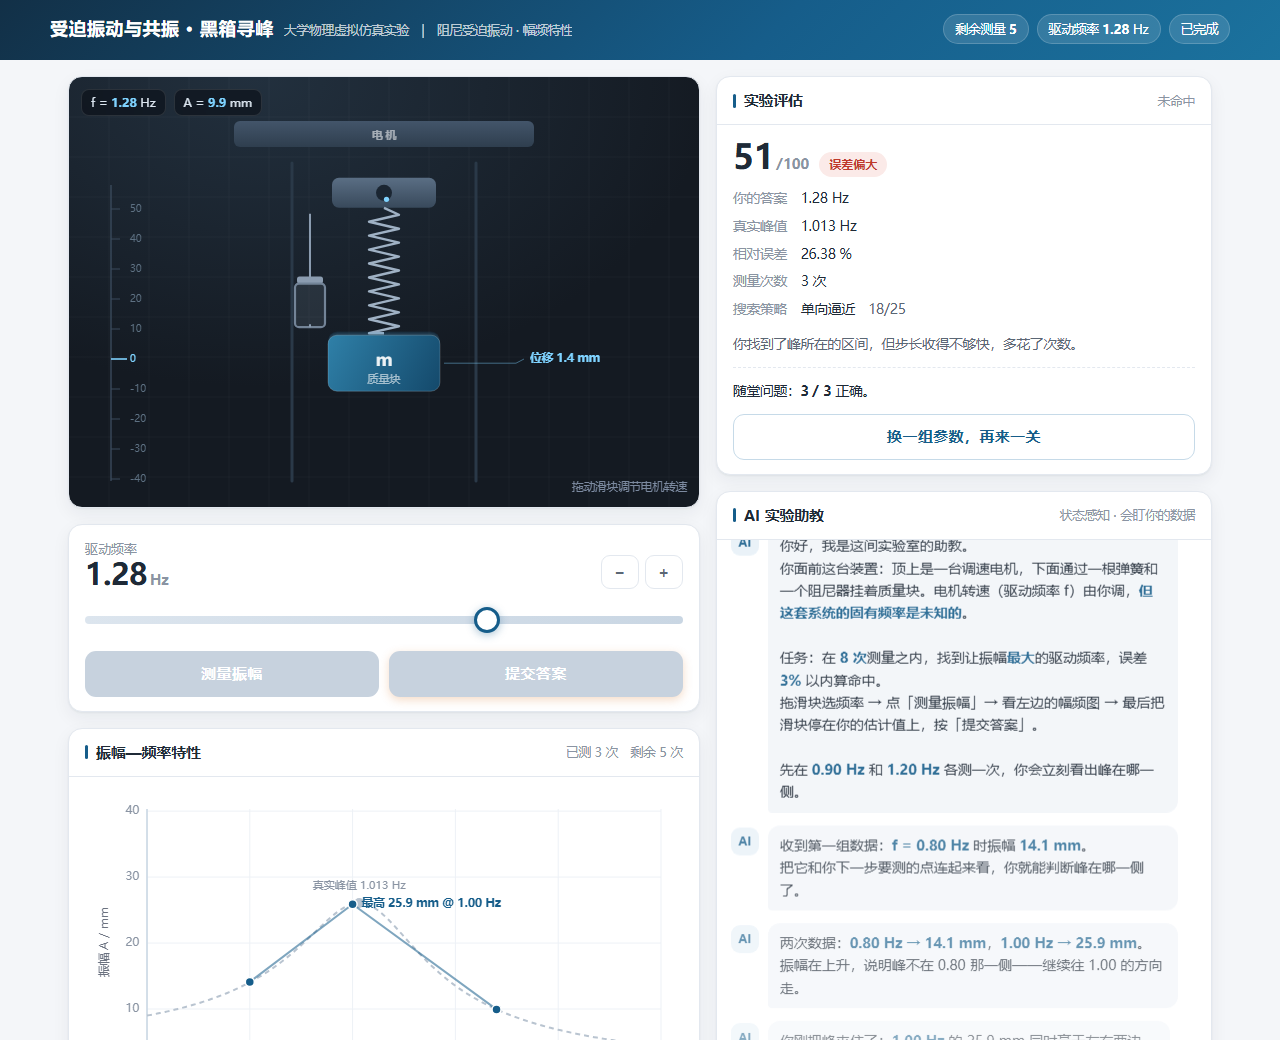 受迫振动与共振 • 黑箱寻峰 大学物理虚拟仿真实验 | 阻尼受迫振动 · 幅频特性
剩余测量 5 驱动频率 1.28 Hz 已完成
f = 1.28 Hz A = 9.9 mm
电机
50
40
30
20
10
0
-10
-20
-30
-40
m
质量块
位移 1.4 mm
拖动滑块调节电机转速
驱动频率
1.28 Hz
− +
测量振幅 提交答案
振幅—频率特性 已测 3 次 剩余 5 次
40
30
20
10
振幅 A / mm
真实峰值 1.013 Hz
最高 25.9 mm @ 1.00 Hz
实验评估 未命中
51/100 误差偏大
你的答案 1.28 Hz
真实峰值 1.013 Hz
相对误差 26.38 %
测量次数 3 次
搜索策略 单向逼近 18/25
你找到了峰所在的区间，但步长收得不够快，多花了次数。
随堂问题：3 / 3 正确。
换一组参数，再来一关
AI 实验助教 状态感知 · 会盯你的数据
AI
你好，我是这间实验室的助教。
你面前这台装置：顶上是一台调速电机，下面通过一根弹簧和
一个阻尼器挂着质量块。电机转速（驱动频率 f）由你调，但
这套系统的固有频率是未知的。
任务：在 8 次测量之内，找到让振幅最大的驱动频率，误差
3% 以内算命中。
拖滑块选频率 → 点「测量振幅」→ 看左边的幅频图 → 最后把
滑块停在你的估计值上，按「提交答案」。
先在 0.90 Hz 和 1.20 Hz 各测一次，你会立刻看出峰在哪一
侧。
AI
收到第一组数据：f = 0.80 Hz 时振幅 14.1 mm。
把它和你下一步要测的点连起来看，你就能判断峰在哪一侧
了。
AI
两次数据：0.80 Hz → 14.1 mm，1.00 Hz → 25.9 mm。
振幅在上升，说明峰不在 0.80 那一侧——继续往 1.00 的方向
走。
AI